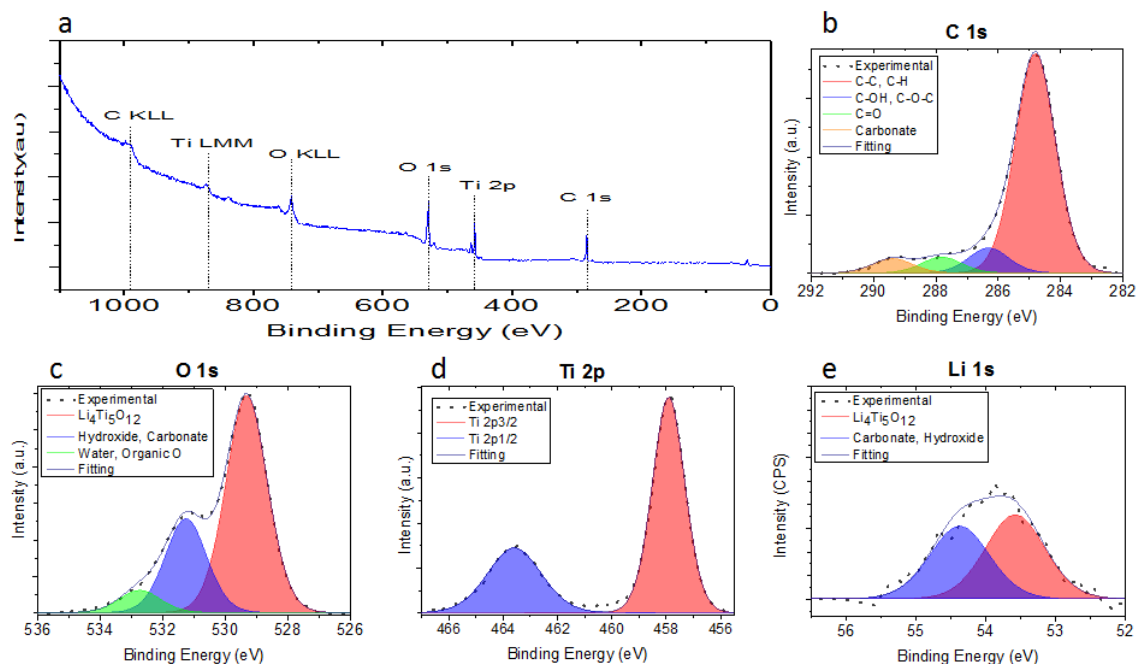 a
C KLL
Ti LMM
O KLL
O 1s
Ti 2p
C 1s
Intensity(au)
1000 800 600 400 200 0
Binding Energy (eV)
b
C 1s
Experimental
C-C, C-H
C-OH, C-O-C
C=O
Carbonate
Fitting
Intensity (a.u.)
292 290 288 286 284 282
Binding Energy (eV)
c
O 1s
Experimental
Li4Ti5O12
Hydroxide, Carbonate
Water, Organic O
Fitting
Intensity (a.u.)
536 534 532 530 528 526
Binding Energy (eV)
d
Ti 2p
Experimental
Ti 2p3/2
Ti 2p1/2
Fitting
Intensity (a.u.)
466 464 462 460 458 456
Binding Energy (eV)
e
Li 1s
Experimental
Li4Ti5O12
Carbonate, Hydroxide
Fitting
Intensity (CPS)
56 55 54 53 52
Binding Energy (eV)